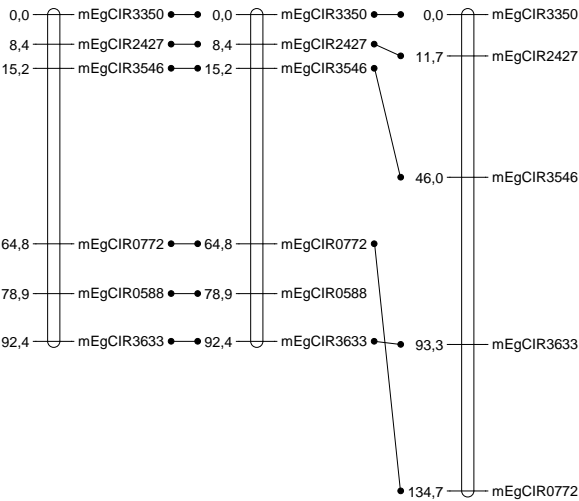 0,0 mEgCIR3350 0,0 mEgCIR3350 0,0 mEgCIR3350
8,4 mEgCIR2427 8,4 mEgCIR2427 11,7 mEgCIR2427
15,2 mEgCIR3546 15,2 mEgCIR3546
46,0 mEgCIR3546
64,8 mEgCIR0772 64,8 mEgCIR0772
78,9 mEgCIR0588 78,9 mEgCIR0588
92,4 mEgCIR3633 92,4 mEgCIR3633 93,3 mEgCIR3633
134,7 mEgCIR0772